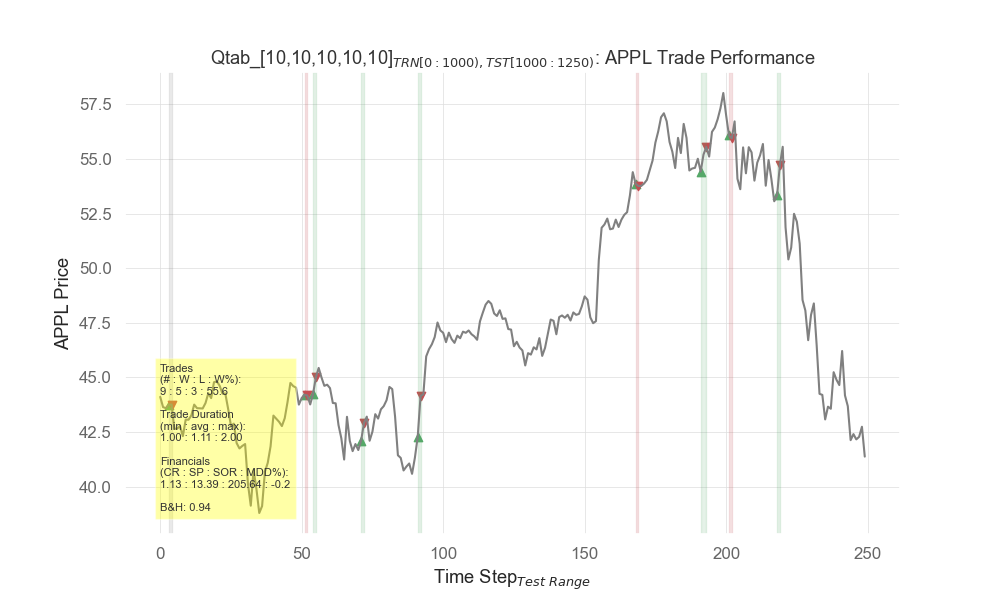 Qtab_[10,10,10,10,10]TRN[0 : 1000), TST[1000 : 1250): APPL Trade Performance
57.5
55.0
52.5
50.0
47.5
45.0
42.5
40.0
APPL Price
Trades
(# : W : L : W%):
9 : 5 : 3 : 55.6
Trade Duration
(min : avg : max):
1.00 : 1.11 : 2.00
Financials
(CR : SP : SOR : MDD%):
1.13 : 13.39 : 205.64 : -0.2
B&H: 0.94
0 50 100 150 200 250
Time StepTest Range